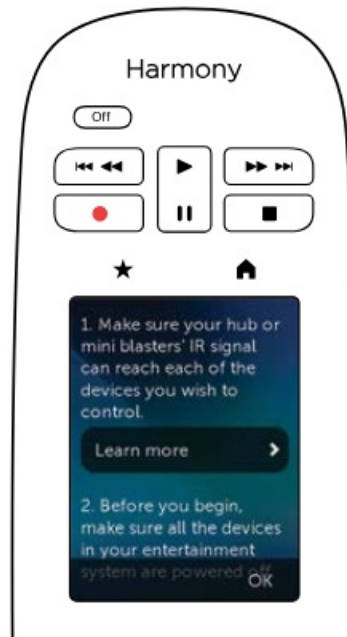 Harmony
Off
1. Make sure your hub or
mini blasters' IR signal
can reach each of the
devices you wish to
control.
Learn more
2. Before you begin,
make sure all the devices
in your entertainment
system are powered off
OK